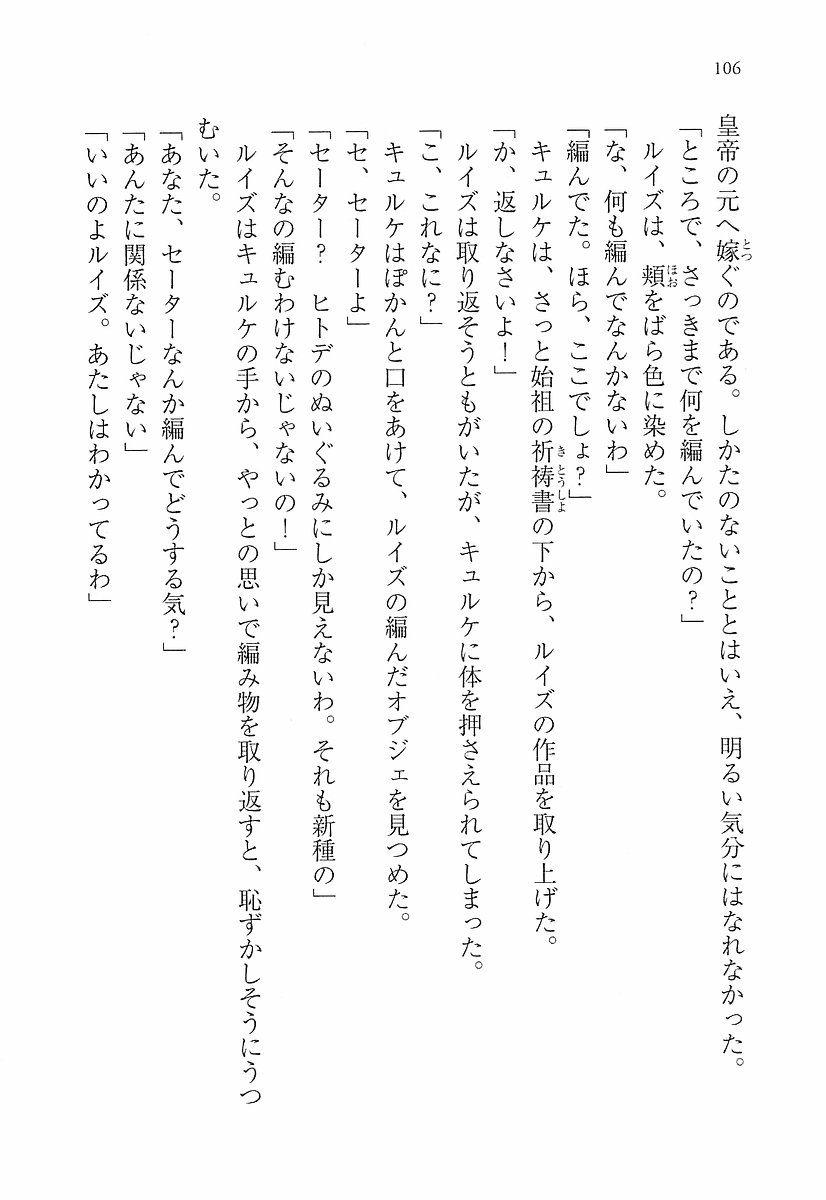 106
皇帝の元へ嫁ぐのである。しかたのないこととはいえ、明るい気分にはなれなかった。
「ところで、さっきまで何を編んでいたの？」
ルイズは、頬をばら色に染めた。
「な、何も編んでなんかないわ」
「編んでた。ほら、ここでしょ？」
キュルケは、さっと始祖の祈祷書の下から、ルイズの作品を取り上げた。
「か、返しなさいよ！」
ルイズは取り返そうともがいたが、キュルケに体を押さえられてしまった。
「こ、これなに？」
キュルケはぽかんと口をあけて、ルイズの編んだオブジェを見つめた。
「セ、セーターよ」
「セーター？　ヒトデのぬいぐるみにしか見えないわ。それも新種の」
「そんなの編むわけないじゃないの！」
ルイズはキュルケの手から、やっとの思いで編み物を取り返すと、恥ずかしそうにうつ
むいた。
「あなた、セーターなんか編んでどうする気？」
「あんたに関係ないじゃない」
「いいのよルイズ。あたしはわかってるわ」